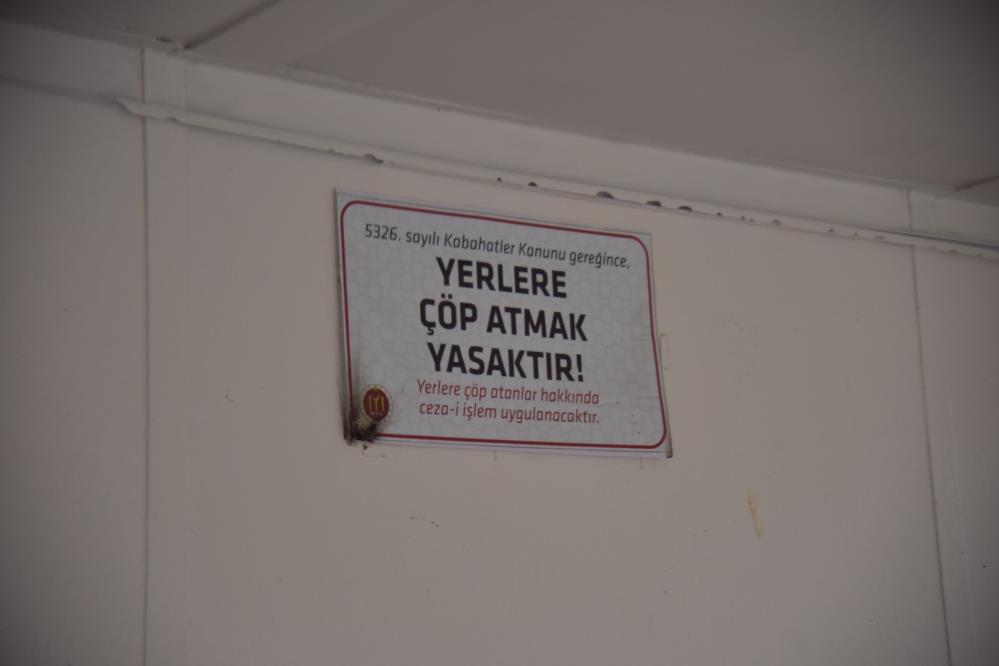 5326. sayılı Kabahatler Kanunu gereğince,
YERLERE
ÇÖP ATMAK
YASAKTIR!
Yerlere çöp atanlar hakkında
ceza-i işlem uygulanacaktır.